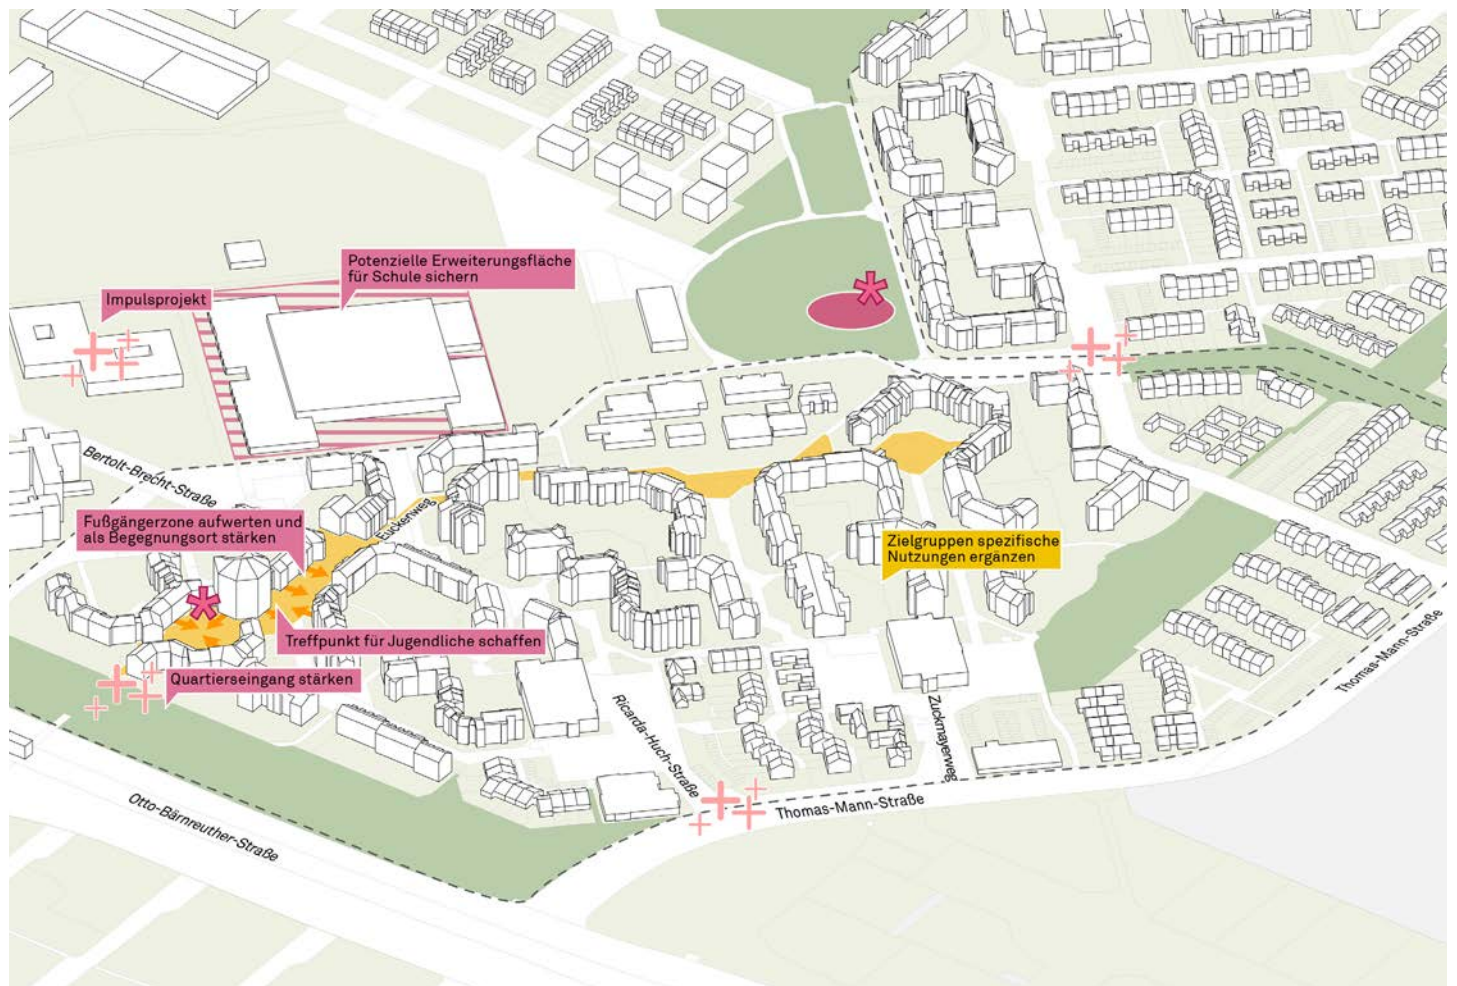 Potenzielle Erweiterungsfläche
für Schule sichern
Impulsprojekt
Bertolt-Brecht-Straße
Euckenweg
Fußgängerzone aufwerten und
als Begegnungsort stärken
Zielgruppen spezifische
Nutzungen ergänzen
Treffpunkt für Jugendliche schaffen
Quartierseingang stärken
Ricarda-Huch-Straße
Zuckmayerweg
Thomas-Mann-Straße
Thomas-Mann-Straße
Otto-Bärnreuther-Straße